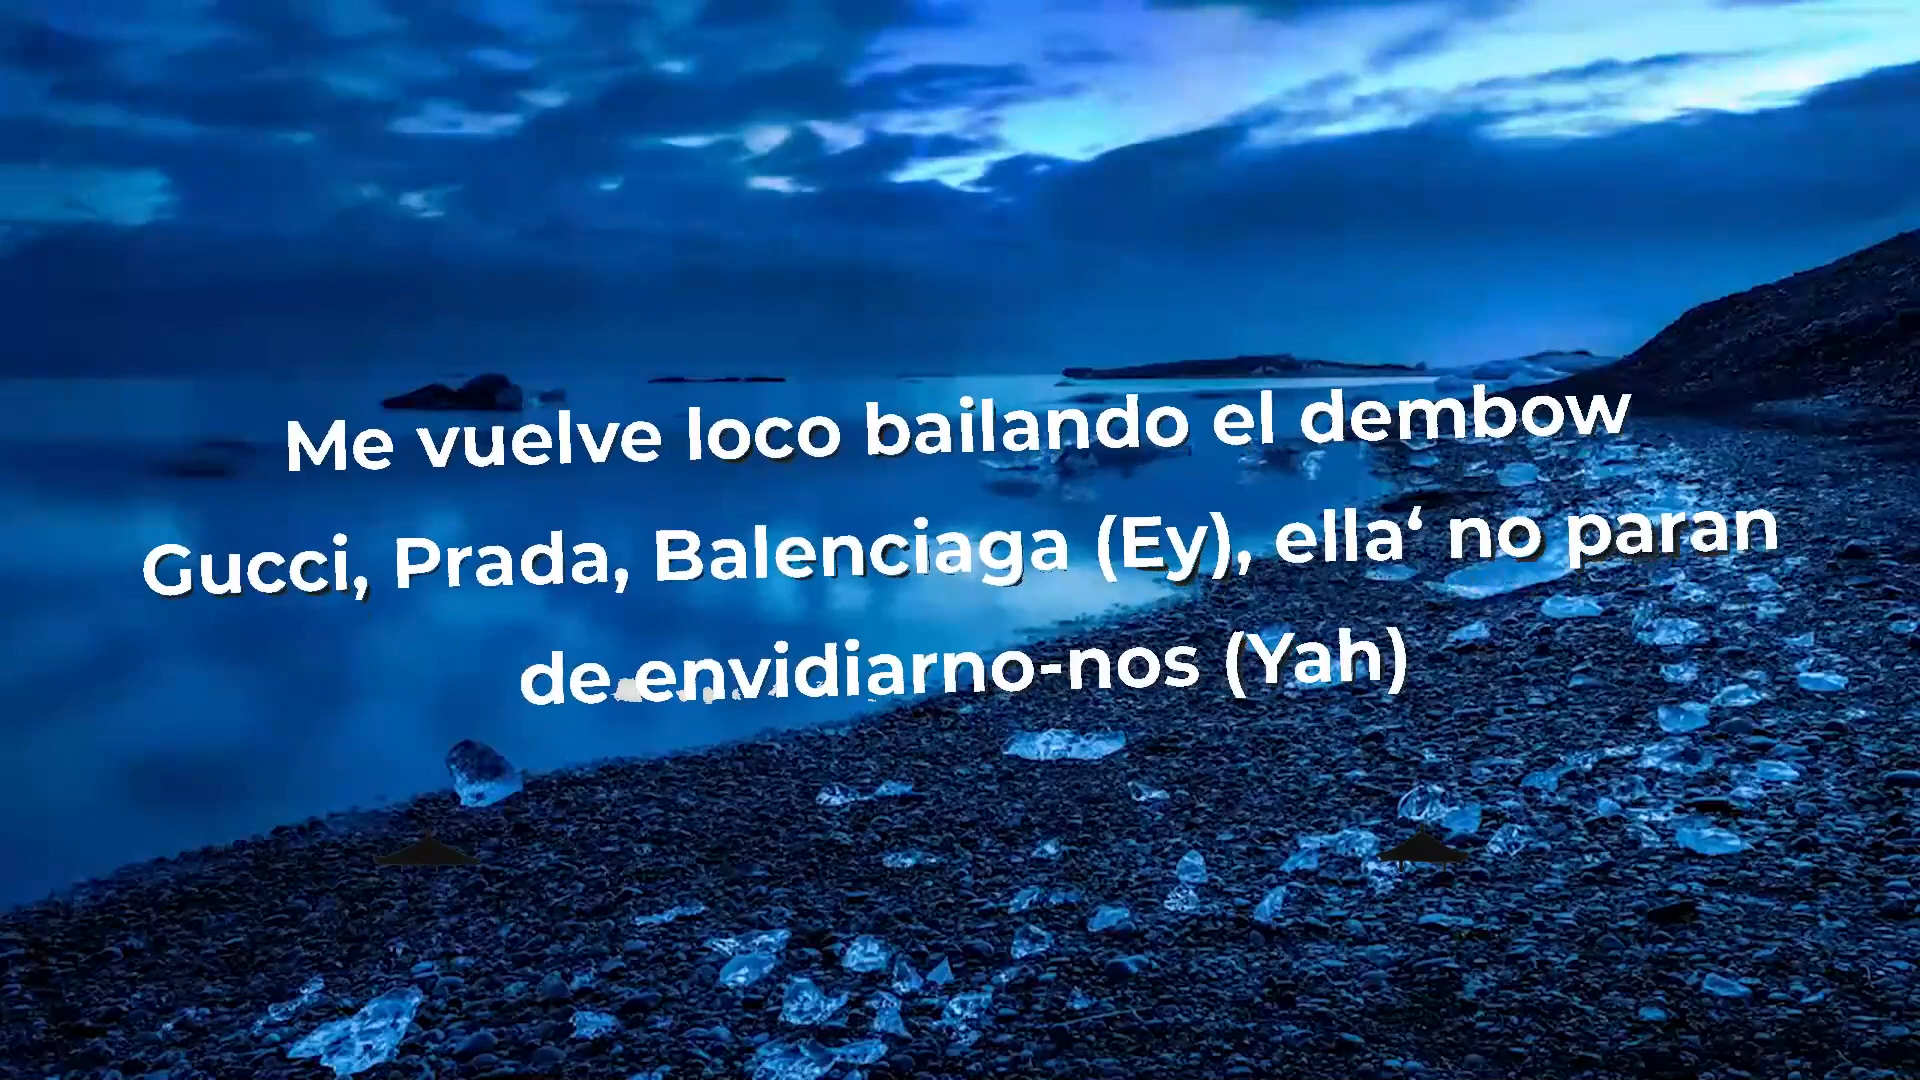 Me vuelve loco bailando el dembow
Gucci, Prada, Balenciaga (Ey), ella‘ no paran
de envidiarno-nos (Yah)